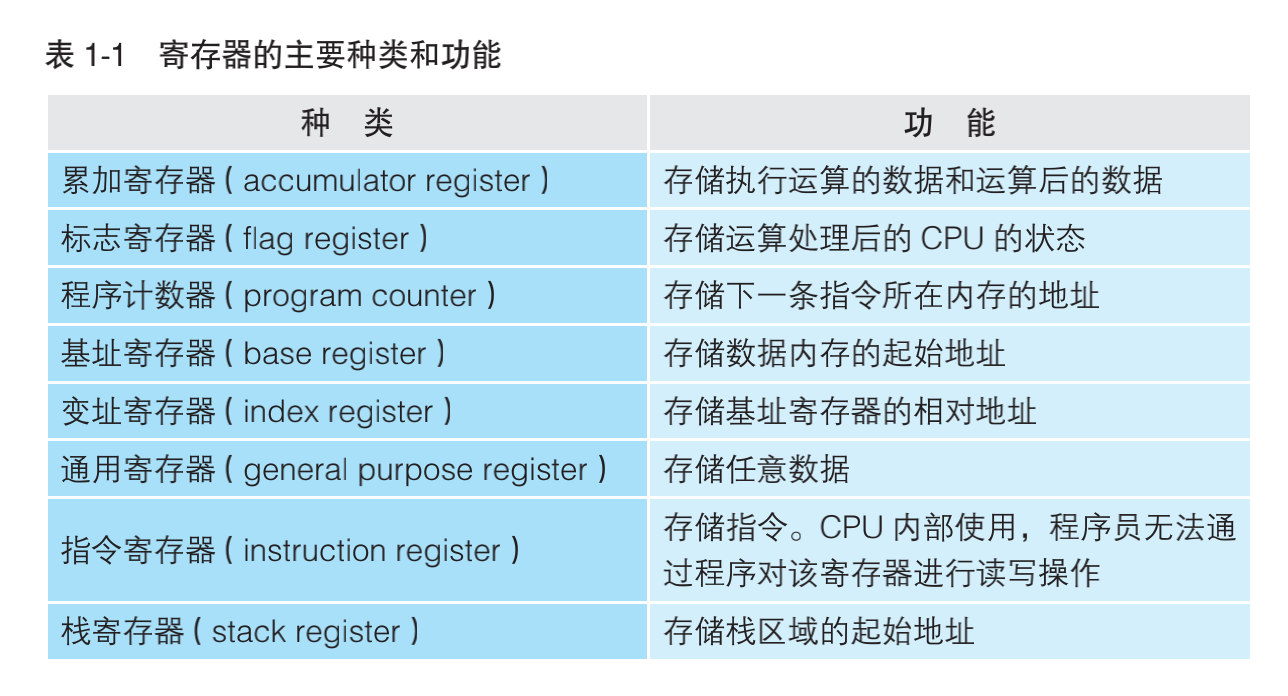 表 1-1 寄存器的主要种类和功能
种 类 功 能
累加寄存器（accumulator register） 存储执行运算的数据和运算后的数据
标志寄存器（flag register） 存储运算处理后的 CPU 的状态
程序计数器（program counter） 存储下一条指令所在内存的地址
基址寄存器（base register） 存储数据内存的起始地址
变址寄存器（index register） 存储基址寄存器的相对地址
通用寄存器（general purpose register） 存储任意数据
指令寄存器（instruction register） 存储指令。CPU 内部使用，程序员无法通
过程序对该寄存器进行读写操作
栈寄存器（stack register） 存储栈区域的起始地址